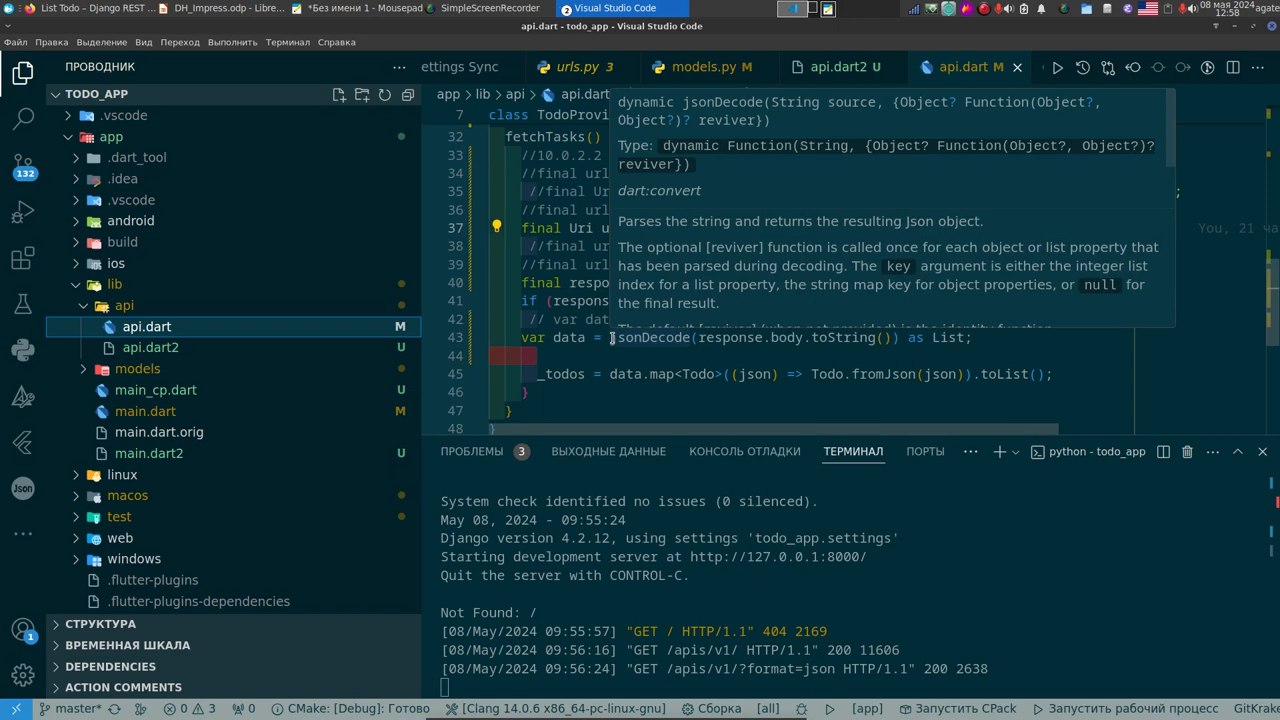 List Todo – Django REST ...
DH_Impress.odp - Libre...
*Без имени 1 - Mousepad
SimpleScreenRecorder
2 Visual Studio Code
08 мая 2024
12:58
agate
api.dart - todo_app - Visual Studio Code
Файл Правка Выделение Вид Переход Выполнить Терминал Справка
ПРОВОДНИК
ettings Sync
urls.py 3
models.py M
api.dart2 U
api.dart M
TODO_APP
.vscode
app
.dart_tool
.idea
.vscode
android
build
ios
lib
api
api.dart M
api.dart2 U
models
main_cp.dart U
main.dart M
main.dart.orig
main.dart2 U
linux
macos
test
web
windows
.flutter-plugins
.flutter-plugins-dependencies
СТРУКТУРА
ВРЕМЕННАЯ ШКАЛА
DEPENDENCIES
ACTION COMMENTS
132
Json
1
app > lib > api > api.dart
7 class TodoProvi
32 fetchTasks()
33 //10.0.2.2
34 //final url
35 //final Ur
36 //final url
37 final Uri u
You, 21 ча
38 //final ur
39 //final url
40 final respo
41 if (respons
42 // var dat
43 var data = jsonDecode(response.body.toString()) as List;
44
45 _todos = data.map<Todo>((json) => Todo.fromJson(json)).toList();
46 }
47 }
48 }
dynamic jsonDecode(String source, {Object? Function(Object?,
Object?)? reviver})
Type: dynamic Function(String, {Object? Function(Object?, Object?)?
reviver})
dart:convert
Parses the string and returns the resulting Json object.
The optional [reviver] function is called once for each object or list property
that has been parsed during decoding. The key argument is either the integer list
index for a list property, the string map key for object properties, or null for
the final result.
The default [reviver] (when not provided) is the identity function.
ПРОБЛЕМЫ 3 ВЫХОДНЫЕ ДАННЫЕ КОНСОЛЬ ОТЛАДКИ ТЕРМИНАЛ ПОРТЫ
python - todo_app
System check identified no issues (0 silenced).
May 08, 2024 - 09:55:24
Django version 4.2.12, using settings 'todo_app.settings'
Starting development server at http://127.0.0.1:8000/
Quit the server with CONTROL-C.
Not Found: /
[08/May/2024 09:55:57] "GET / HTTP/1.1" 404 2169
[08/May/2024 09:56:16] "GET /apis/v1/ HTTP/1.1" 200 11606
[08/May/2024 09:56:24] "GET /apis/v1/?format=json HTTP/1.1" 200 2638
master* 0 3 0 CMake: [Debug]: Готово [Clang 14.0.6 x86_64-pc-linux-gnu] Сборка [all] [app] Запустить CPack Запустить рабочий процесс GitKrake